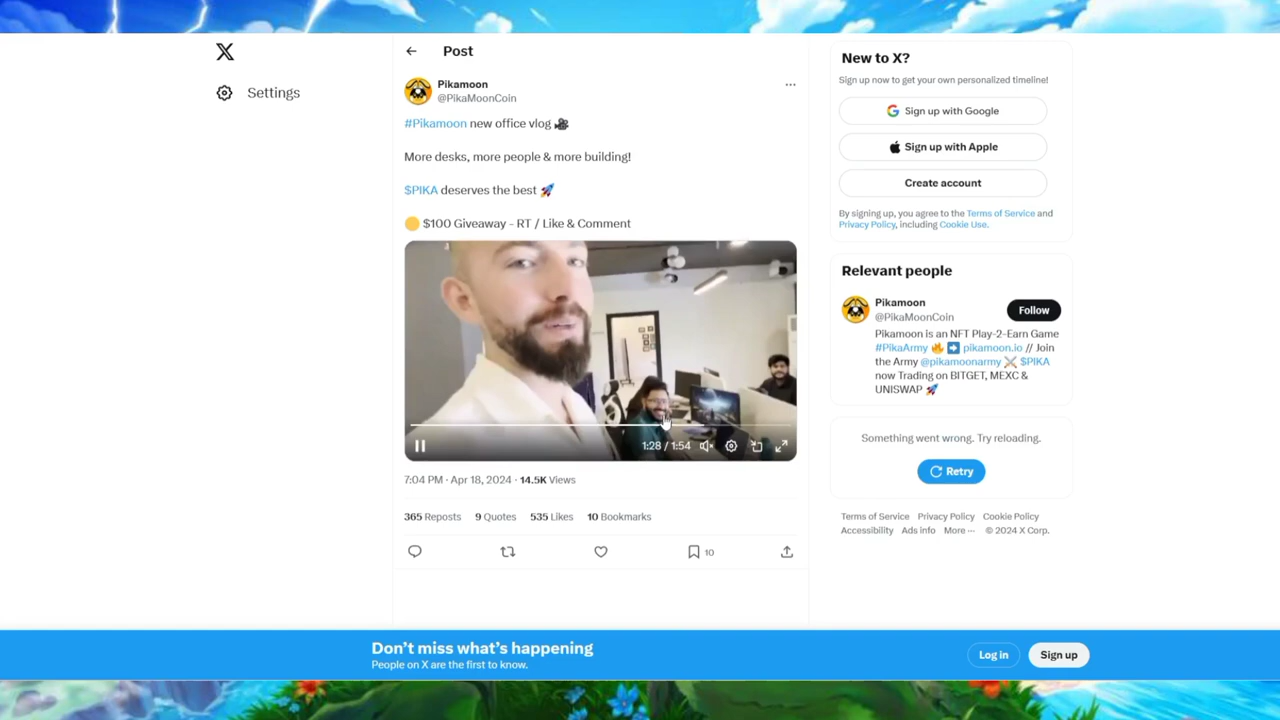 Settings
Post
Pikamoon
@PikaMoonCoin
#Pikamoon new office vlog 🎥
More desks, more people & more building!
$PIKA deserves the best 🚀
🟡 $100 Giveaway - RT / Like & Comment
1:28 / 1:54
7:04 PM · Apr 18, 2024 · 14.5K Views
365 Reposts 9 Quotes 535 Likes 10 Bookmarks
10
New to X?
Sign up now to get your own personalized timeline!
Sign up with Google
Sign up with Apple
Create account
By signing up, you agree to the Terms of Service and
Privacy Policy, including Cookie Use.
Relevant people
Pikamoon
@PikaMoonCoin
Follow
Pikamoon is an NFT Play-2-Earn Game
#PikaArmy 🔥 ➡️ pikamoon.io // Join
the Army @pikamoonarmy ⚔️ $PIKA
now Trading on BITGET, MEXC &
UNISWAP 🚀
Something went wrong. Try reloading.
Retry
Terms of Service Privacy Policy Cookie Policy
Accessibility Ads info More ··· © 2024 X Corp.
Don't miss what's happening
People on X are the first to know.
Log in
Sign up